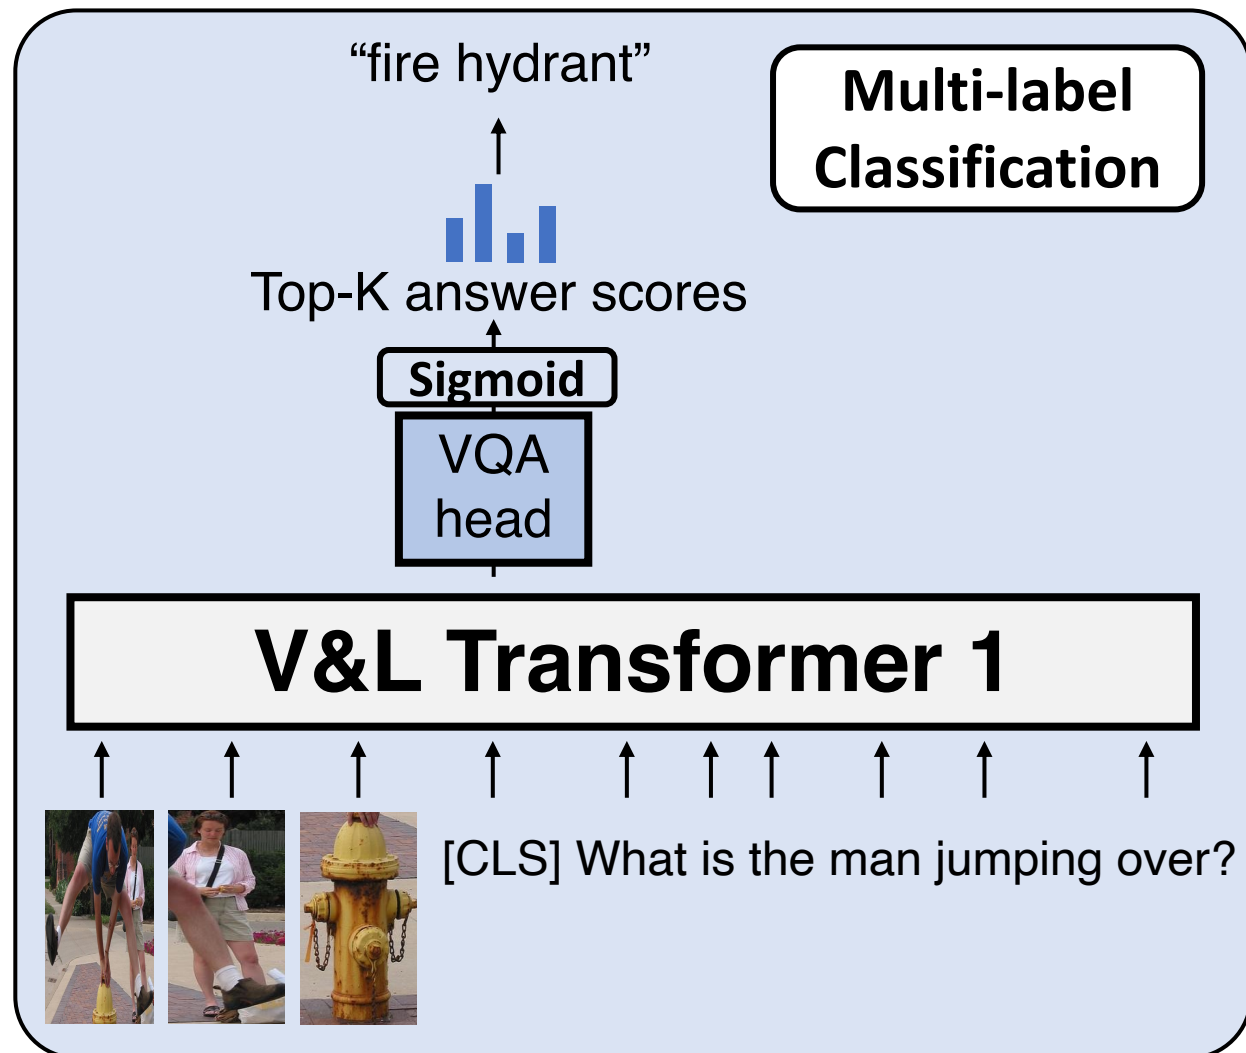 “fire hydrant”
Multi-label
Classification
Top-K answer scores
Sigmoid
VQA
head
V&L Transformer 1
[CLS] What is the man jumping over?